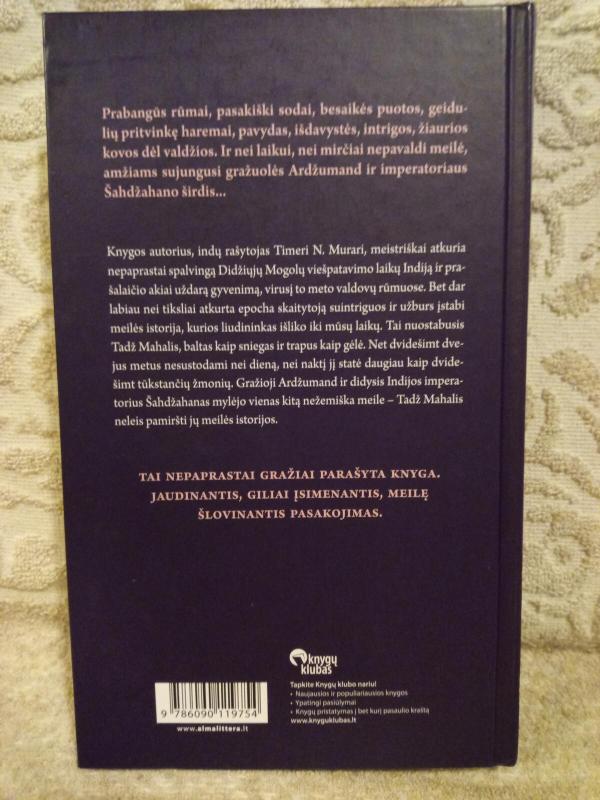 Prabangūs rūmai, pasakiški sodai, besaikės puotos, geidu-
lių pritvinkę haremai, pavydas, išdavystės, intrigos, žiaurios
kovos dėl valdžios. Ir nei laikui, nei mirčiai nepavaldi meilė,
amžiams sujungusi gražuolės Ardžumand ir imperatoriaus
Šahdžahano širdis...
Knygos autorius, indų rašytojas Timeri N. Murari, meistriškai atkuria
nepaprastai spalvingą Didžiųjų Mogolų viešpatavimo laikų Indiją ir pra-
šalaičio akiai uždarą gyvenimą, virusį to meto valdovų rūmuose. Bet dar
labiau nei tiksliai atkurta epocha skaitytoją suintriguos ir užburs įstabi
meilės istorija, kurios liudininkas išliko iki mūsų laikų. Tai nuostabusis
Tadž Mahalis, baltas kaip sniegas ir trapus kaip gėlė. Net dvidešimt dve-
jus metus nesustodami nei dieną, nei naktį jį statė daugiau kaip dvide-
šimt tūkstančių žmonių. Gražioji Ardžumand ir didysis Indijos impera-
torius Šahdžahanas mylėjo vienas kitą nežemiška meile – Tadž Mahalis
neleis pamiršti jų meilės istorijos.
TAI NEPAPRASTAI GRAŽIAI PARAŠYTA KNYGA.
JAUDINANTIS, GILIAI ĮSIMENANTIS, MEILĘ
ŠLOVINANTIS PASAKOJIMAS.
knygų
klubas
Tapkite Knygų klubo nariu!
• Naujausios ir populiariausios knygos
• Ypatingi pasiūlymai
• Knygų pristatymas į bet kurį pasaulio kraštą
www.knyguklubas.lt
9 786090 119754
www.almalittera.lt